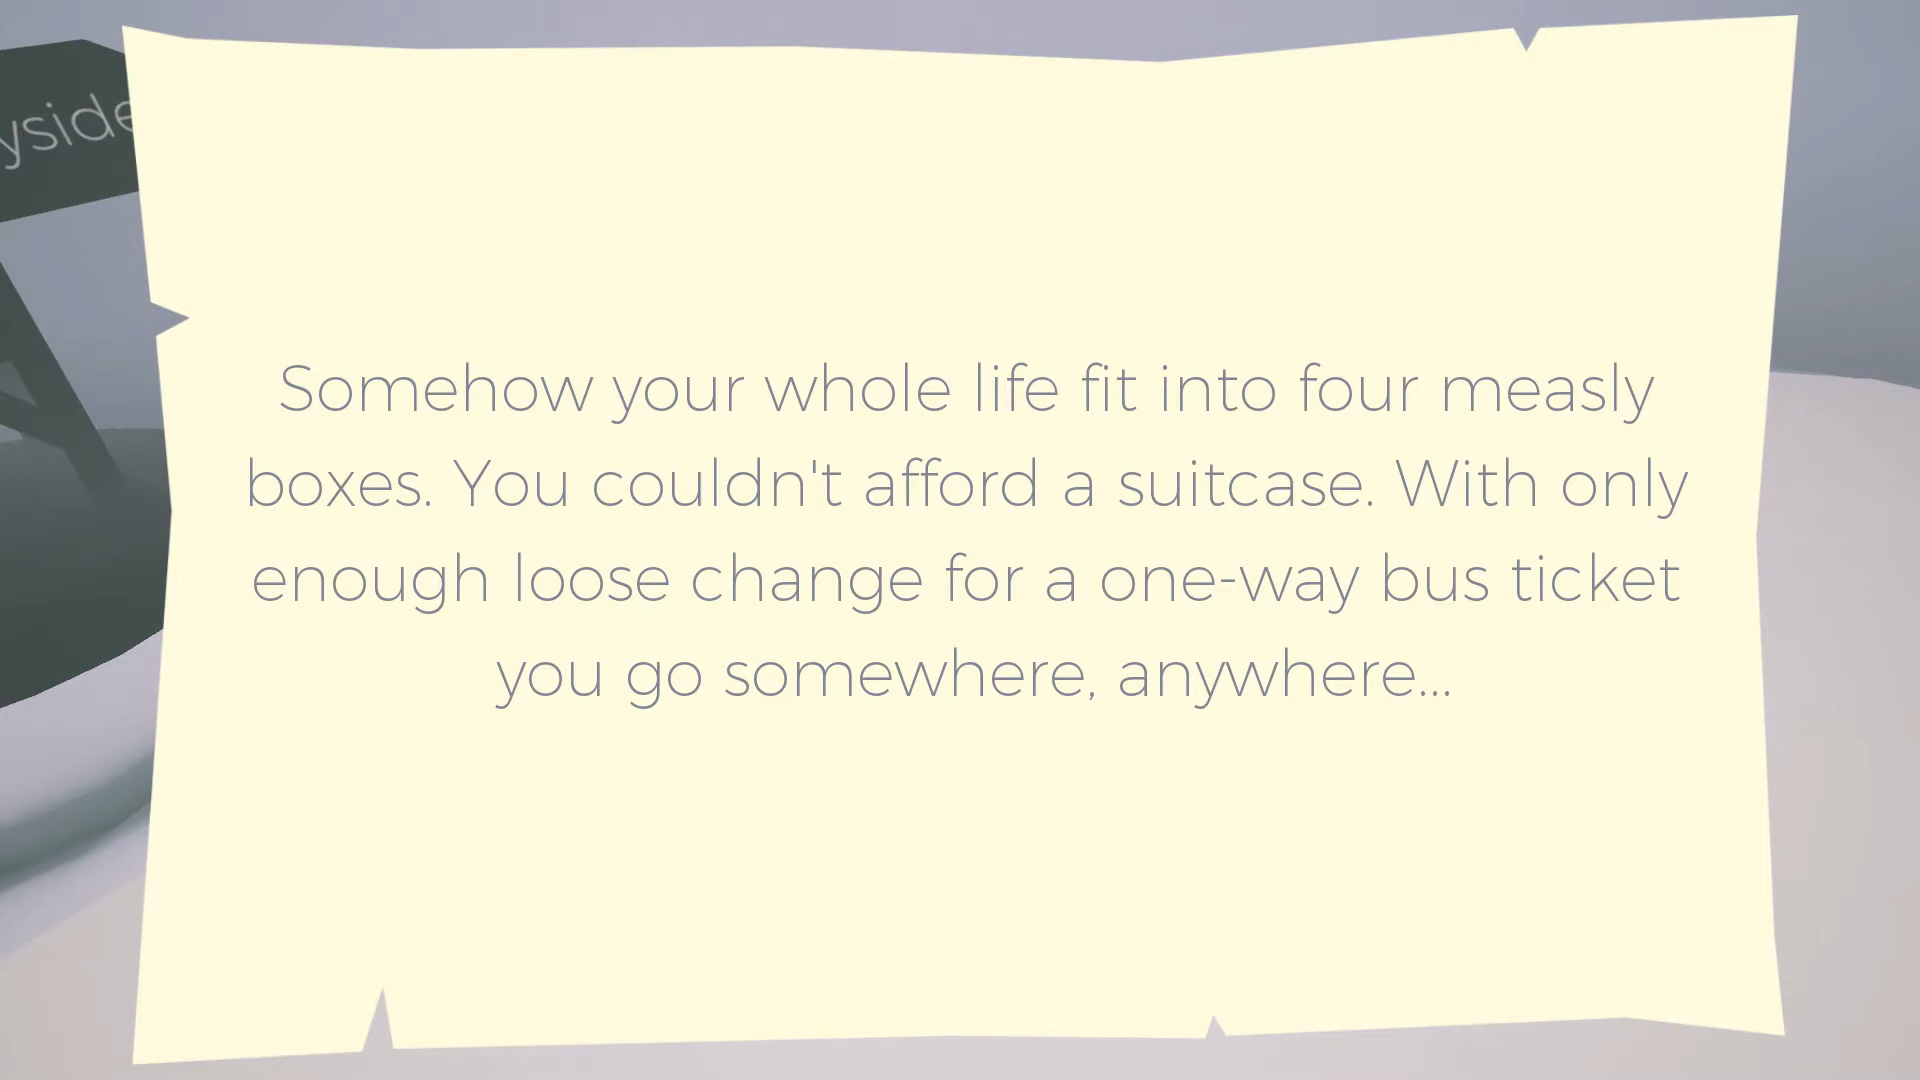 yside
Somehow your whole life fit into four measly
boxes. You couldn't afford a suitcase. With only
enough loose change for a one-way bus ticket
you go somewhere, anywhere...